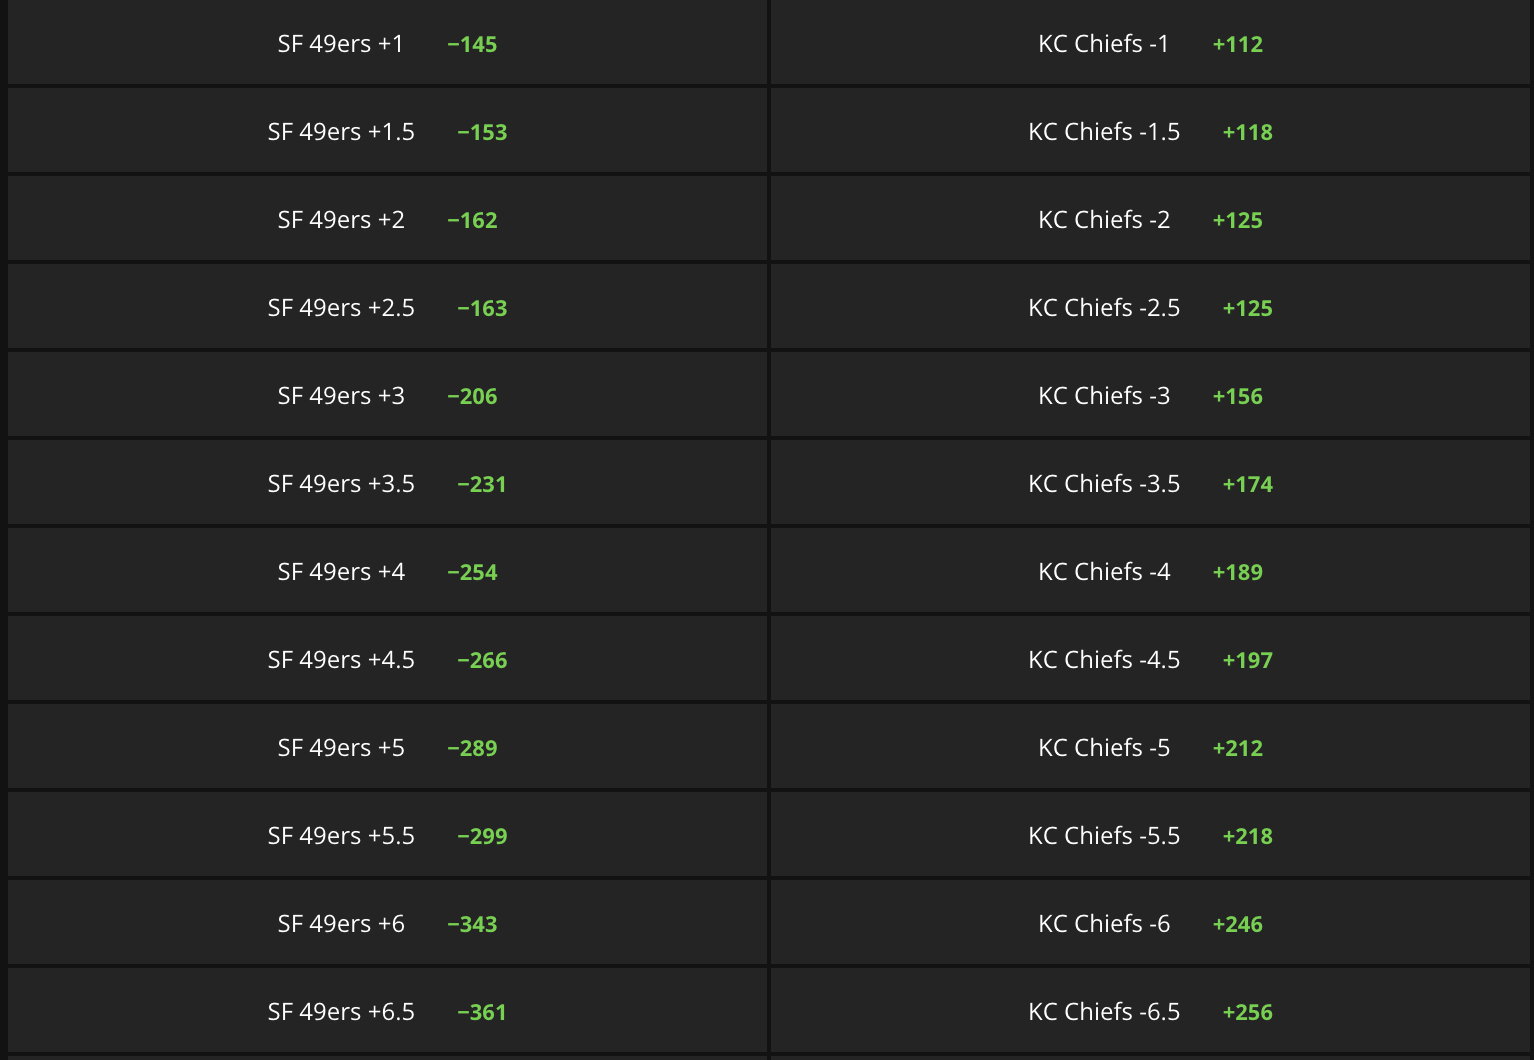 SF 49ers +1 −145 KC Chiefs -1 +112
SF 49ers +1.5 −153 KC Chiefs -1.5 +118
SF 49ers +2 −162 KC Chiefs -2 +125
SF 49ers +2.5 −163 KC Chiefs -2.5 +125
SF 49ers +3 −206 KC Chiefs -3 +156
SF 49ers +3.5 −231 KC Chiefs -3.5 +174
SF 49ers +4 −254 KC Chiefs -4 +189
SF 49ers +4.5 −266 KC Chiefs -4.5 +197
SF 49ers +5 −289 KC Chiefs -5 +212
SF 49ers +5.5 −299 KC Chiefs -5.5 +218
SF 49ers +6 −343 KC Chiefs -6 +246
SF 49ers +6.5 −361 KC Chiefs -6.5 +256